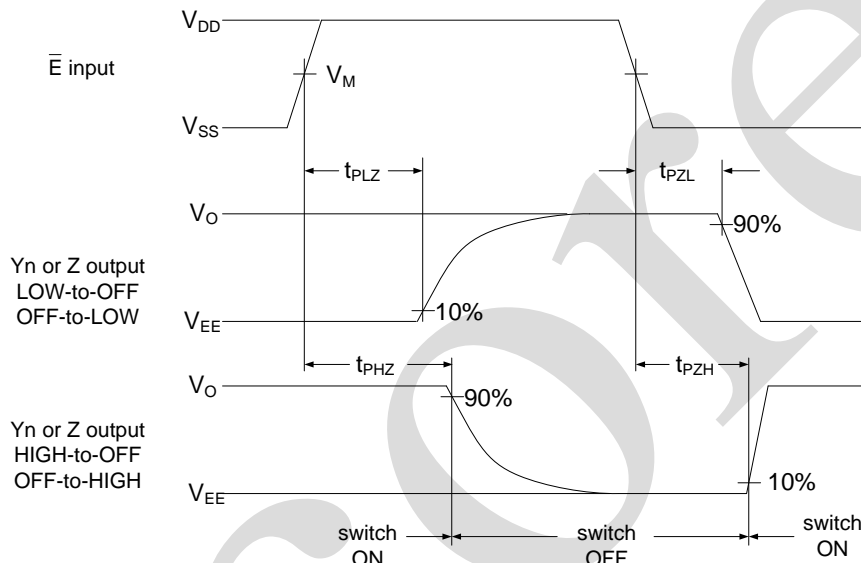 V_DD
E̅ input
V_M
V_SS
t_PLZ
t_PZL
V_O
90%
Yn or Z output
LOW-to-OFF
OFF-to-LOW
10%
V_EE
t_PHZ
t_PZH
V_O
90%
Yn or Z output
HIGH-to-OFF
OFF-to-HIGH
10%
V_EE
switch
ON
switch
OFF
switch
ON